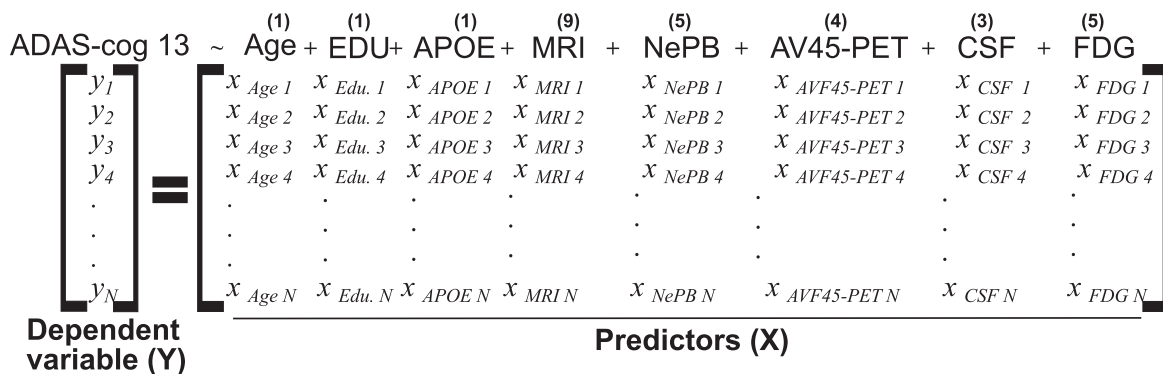 (1) (1) (1) (9) (5) (4) (3) (5)
ADAS-cog 13 ~ Age + EDU+ APOE+ MRI + NePB + AV45-PET + CSF + FDG
y1 x Age 1 x Edu. 1 x APOE 1 x MRI 1 x NePB 1 x AVF45-PET 1 x CSF 1 x FDG 1
y2 x Age 2 x Edu. 2 x APOE 2 x MRI 2 x NePB 2 x AVF45-PET 2 x CSF 2 x FDG 2
y3 x Age 3 x Edu. 3 x APOE 3 x MRI 3 x NePB 3 x AVF45-PET 3 x CSF 3 x FDG 3
y4 = x Age 4 x Edu. 4 x APOE 4 x MRI 4 x NePB 4 x AVF45-PET 4 x CSF 4 x FDG 4
. . . . . . . . .
. . . . . . . . .
. . . . . . . . .
yN x Age N x Edu. N x APOE N x MRI N x NePB N x AVF45-PET N x CSF N x FDG N
Dependent
variable (Y)
Predictors (X)